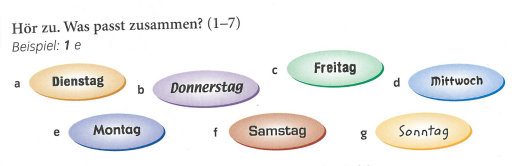 Hör zu. Was passt zusammen? (1–7)
Beispiel: 1 e
a Dienstag b Donnerstag c Freitag d Mittwoch
e Montag f Samstag g Sonntag